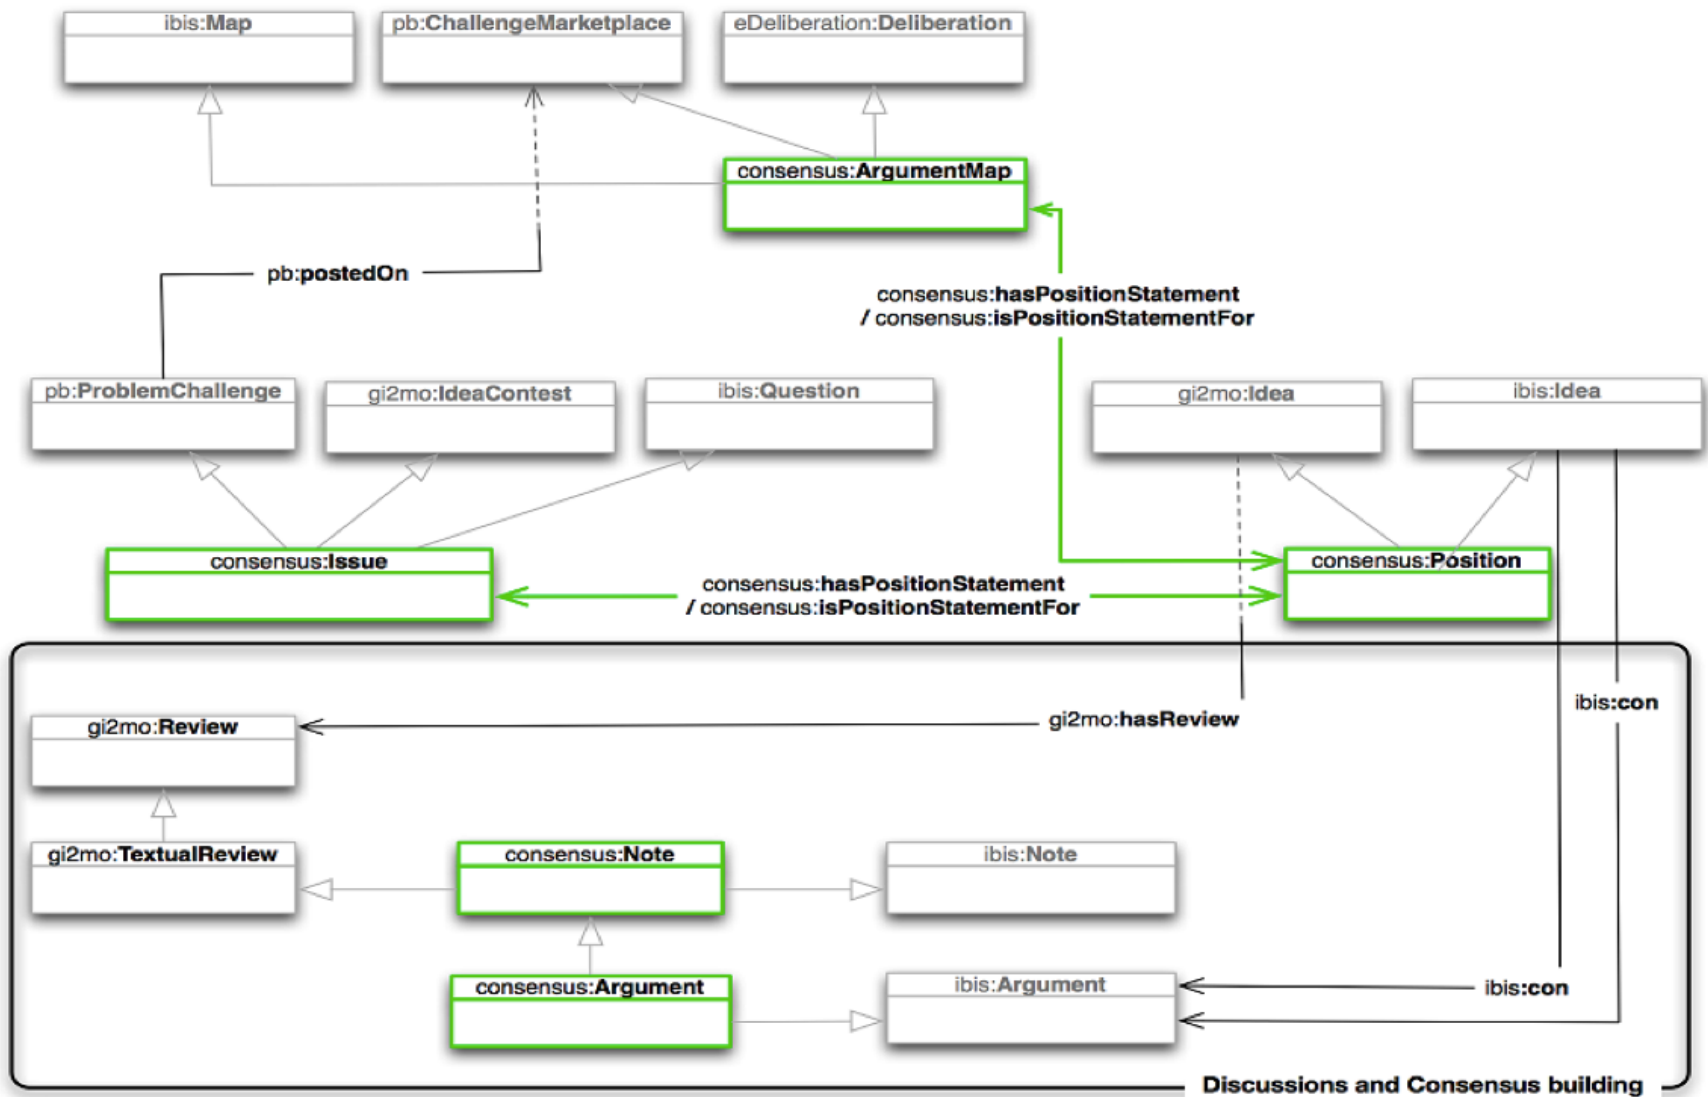 ibis:Map
pb:ChallengeMarketplace
eDeliberation:Deliberation
consensus:ArgumentMap
pb:postedOn
consensus:hasPositionStatement
/ consensus:isPositionStatementFor
pb:ProblemChallenge
gi2mo:IdeaContest
ibis:Question
gi2mo:Idea
ibis:Idea
consensus:Issue
consensus:hasPositionStatement
/ consensus:isPositionStatementFor
consensus:Position
ibis:con
gi2mo:Review
gi2mo:hasReview
gi2mo:TextualReview
consensus:Note
ibis:Note
consensus:Argument
ibis:Argument
ibis:con
Discussions and Consensus building